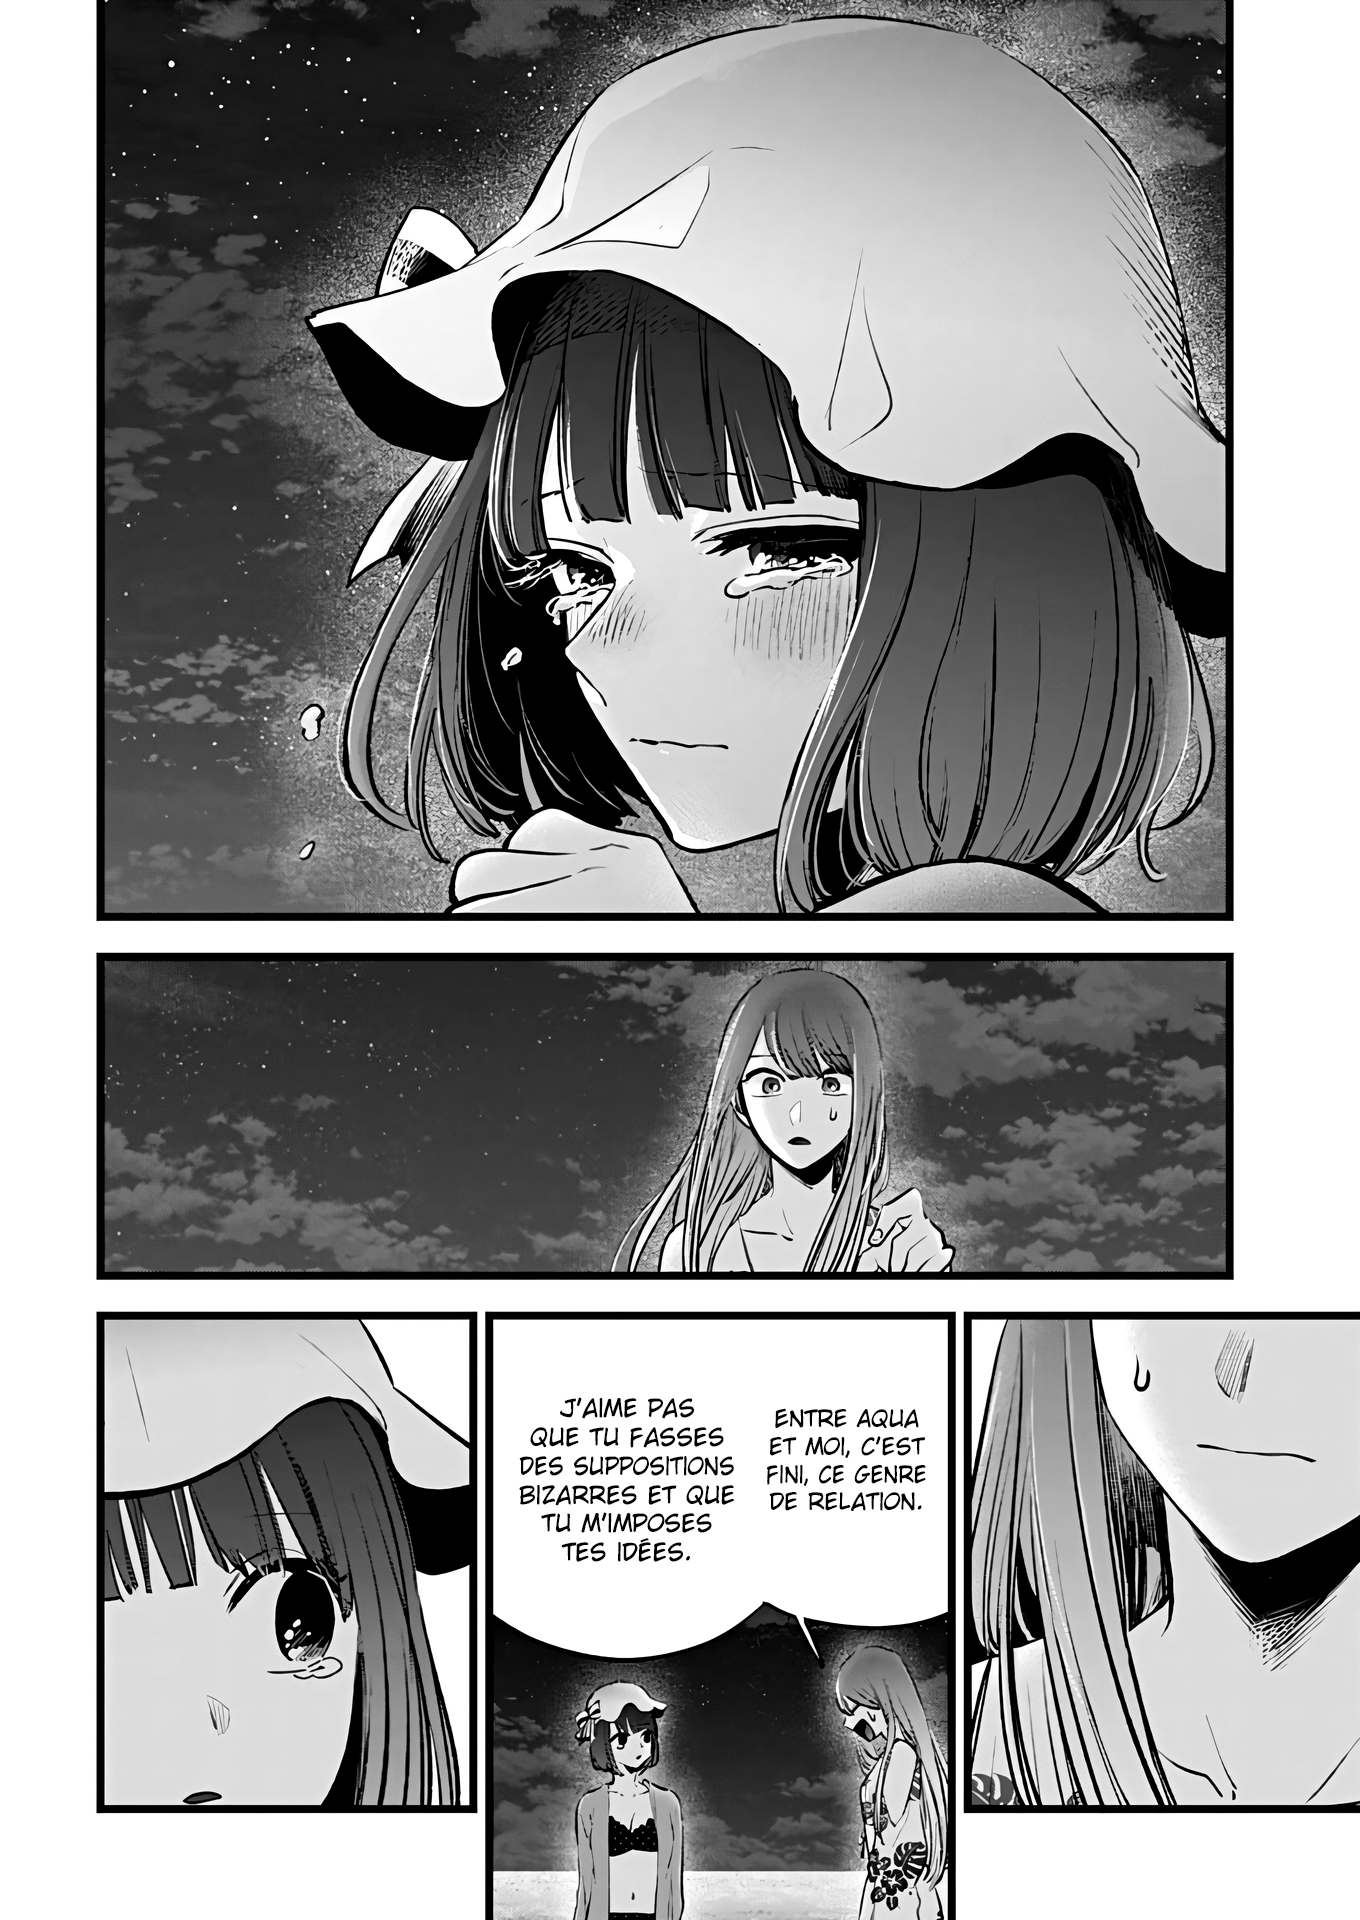 ENTRE AQUA
ET MOI, C'EST
FINI, CE GENRE
DE RELATION.
J'AIME PAS
QUE TU FASSES
DES SUPPOSITIONS
BIZARRES ET QUE
TU M'IMPOSES
TES IDÉES.